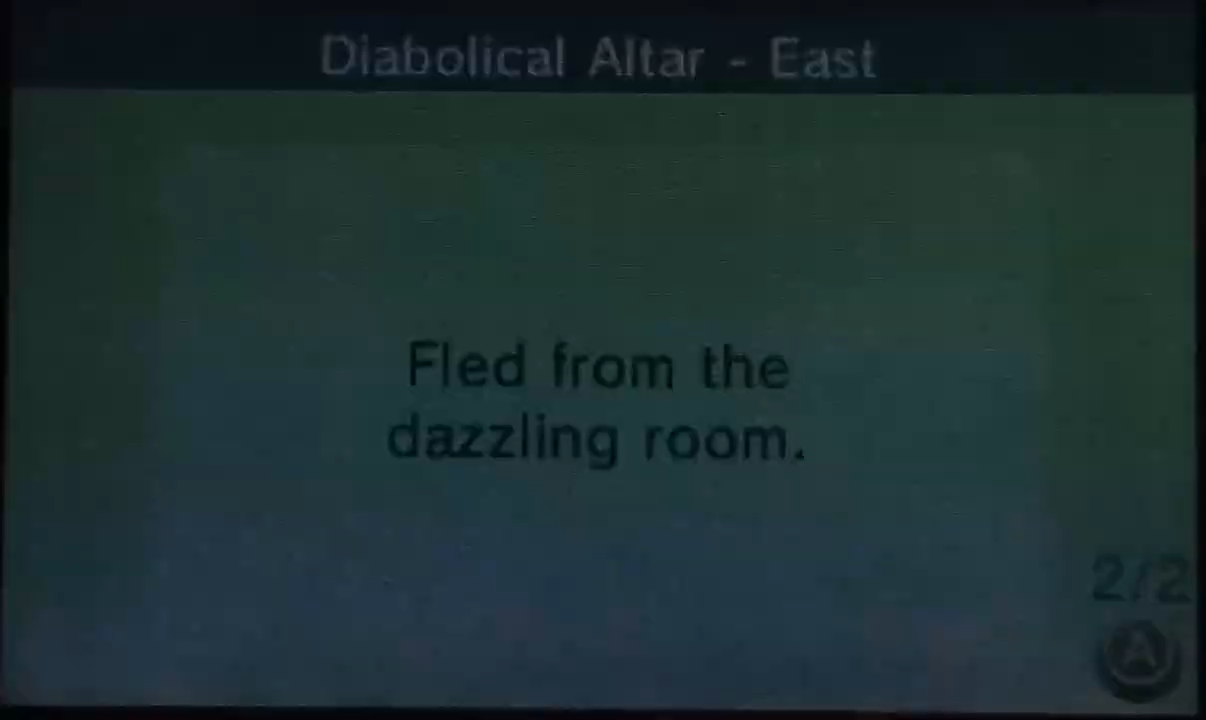 Diabolical Altar - East
Fled from the
dazzling room.
2/2
A